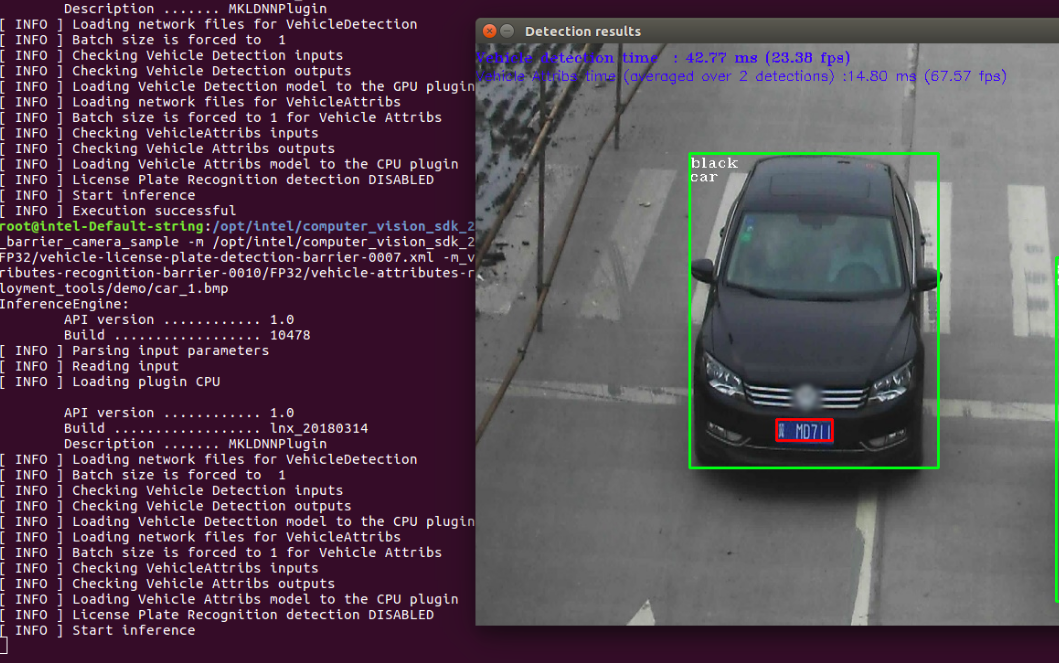 Description ....... MKLDNNPlugin
[ INFO ] Loading network files for VehicleDetection
[ INFO ] Batch size is forced to  1
[ INFO ] Checking Vehicle Detection inputs
[ INFO ] Checking Vehicle Detection outputs
[ INFO ] Loading Vehicle Detection model to the GPU plugin
[ INFO ] Loading network files for VehicleAttribs
[ INFO ] Batch size is forced to 1 for Vehicle Attribs
[ INFO ] Checking VehicleAttribs inputs
[ INFO ] Checking Vehicle Attribs outputs
[ INFO ] Loading Vehicle Attribs model to the CPU plugin
[ INFO ] License Plate Recognition detection DISABLED
[ INFO ] Start inference
[ INFO ] Execution successful
root@intel-Default-string:/opt/intel/computer_vision_sdk_2
_barrier_camera_sample -m /opt/intel/computer_vision_sdk_2
FP32/vehicle-license-plate-detection-barrier-0007.xml -m_v
ributes-recognition-barrier-0010/FP32/vehicle-attributes-r
loyment_tools/demo/car_1.bmp
InferenceEngine:
API version ............ 1.0
Build .................. 10478
[ INFO ] Parsing input parameters
[ INFO ] Reading input
[ INFO ] Loading plugin CPU
API version ............ 1.0
Build .................. lnx_20180314
Description ....... MKLDNNPlugin
[ INFO ] Loading network files for VehicleDetection
[ INFO ] Batch size is forced to  1
[ INFO ] Checking Vehicle Detection inputs
[ INFO ] Checking Vehicle Detection outputs
[ INFO ] Loading Vehicle Detection model to the CPU plugin
[ INFO ] Loading network files for VehicleAttribs
[ INFO ] Batch size is forced to 1 for Vehicle Attribs
[ INFO ] Checking VehicleAttribs inputs
[ INFO ] Checking Vehicle Attribs outputs
[ INFO ] Loading Vehicle Attribs model to the CPU plugin
[ INFO ] License Plate Recognition detection DISABLED
[ INFO ] Start inference
Detection results
Vehicle detection time  : 42.77 ms (23.38 fps)
Vehicle Attribs time (averaged over 2 detections) :14.80 ms (67.57 fps)
black
car
MD711